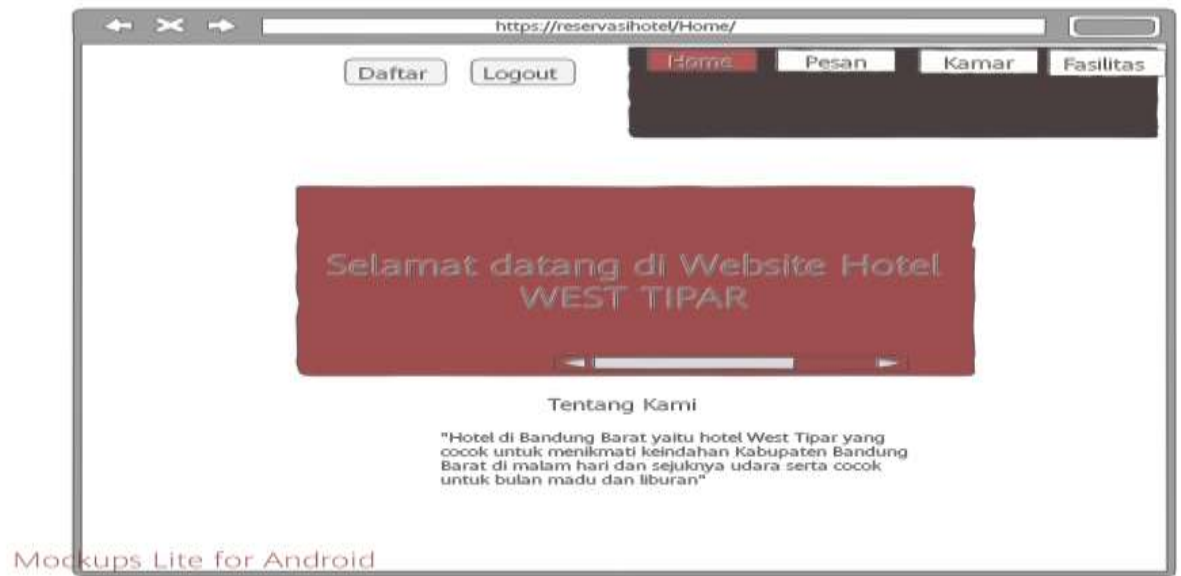 https://reservasihotel/Home/
Daftar Logout Home Pesan Kamar Fasilitas
Selamat datang di Website Hotel
WEST TIPAR
Tentang Kami
"Hotel di Bandung Barat yaitu hotel West Tipar yang
cocok untuk menikmati keindahan Kabupaten Bandung
Barat di malam hari dan sejuknya udara serta cocok
untuk bulan madu dan liburan"
Mockups Lite for Android